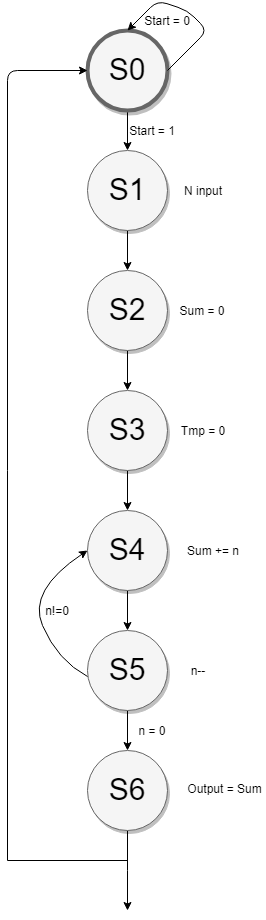 Start = 0
S0
Start = 1
S1
N input
S2
Sum = 0
S3
Tmp = 0
S4
Sum += n
n!=0
S5
n--
n = 0
S6
Output = Sum